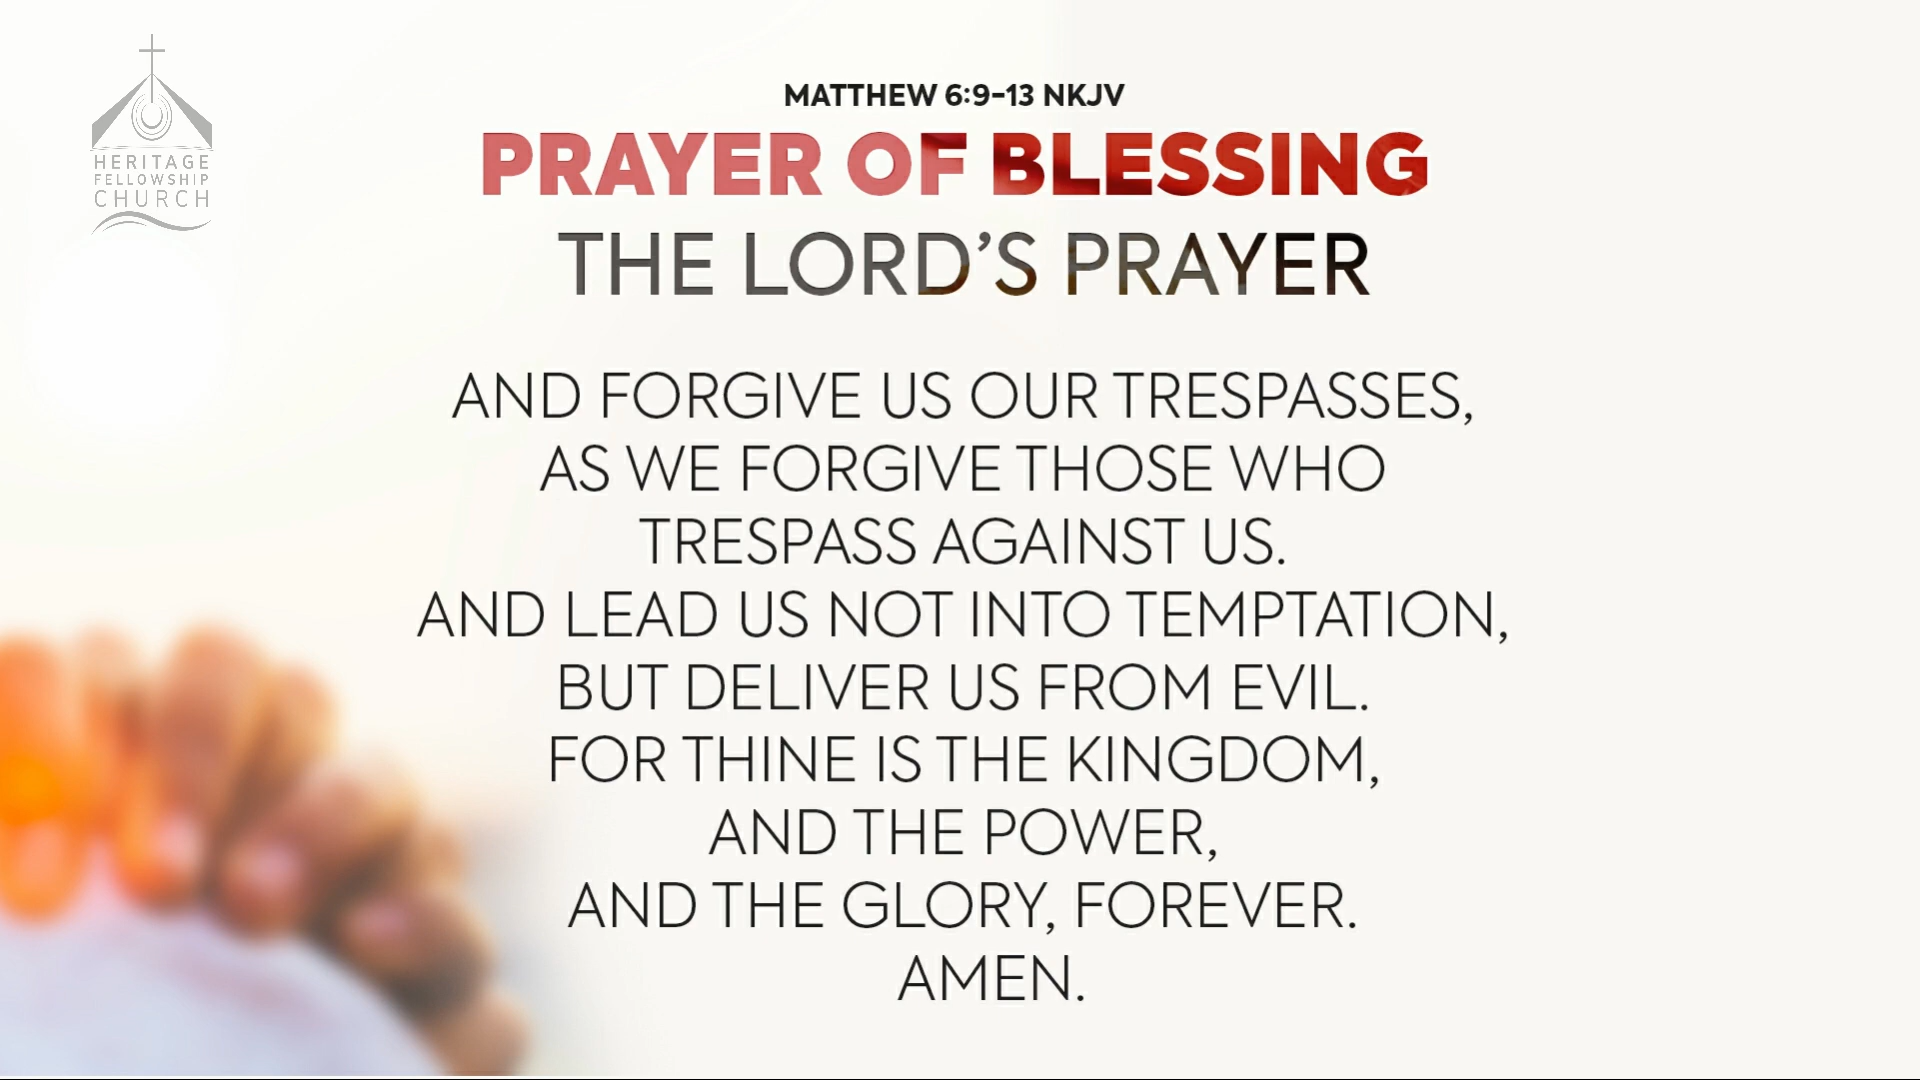 HERITAGE
FELLOWSHIP
CHURCH
MATTHEW 6:9-13 NKJV
PRAYER OF BLESSING
THE LORD'S PRAYER
AND FORGIVE US OUR TRESPASSES,
AS WE FORGIVE THOSE WHO
TRESPASS AGAINST US.
AND LEAD US NOT INTO TEMPTATION,
BUT DELIVER US FROM EVIL.
FOR THINE IS THE KINGDOM,
AND THE POWER,
AND THE GLORY, FOREVER.
AMEN.